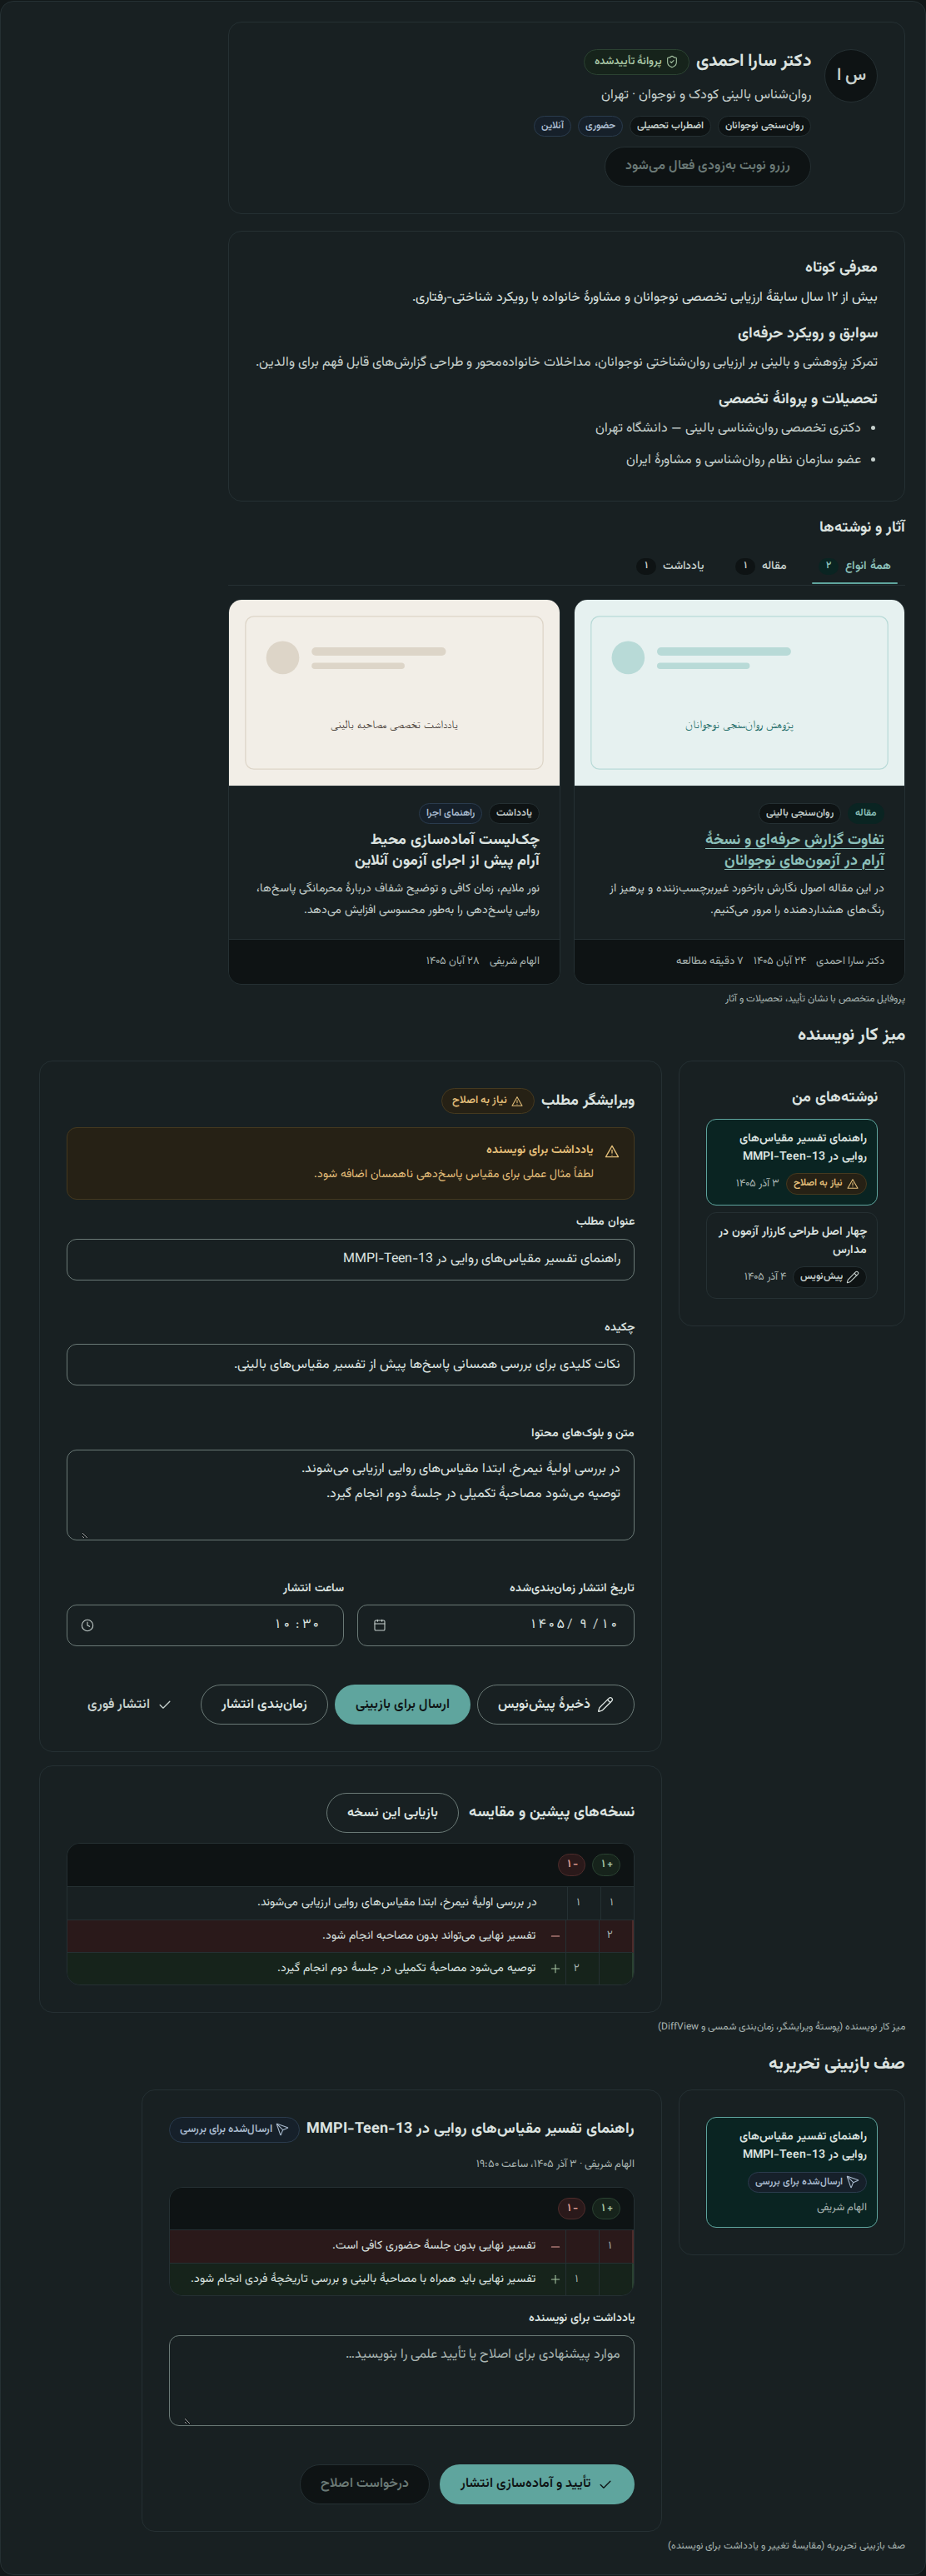 س ا
دکتر سارا احمدی
پروانهٔ تأییدشده
روان‌شناس بالینی کودک و نوجوان · تهران
روان‌سنجی نوجوانان
اضطراب تحصیلی
حضوری
آنلاین
رزرو نوبت به‌زودی فعال می‌شود
معرفی کوتاه
بیش از ۱۲ سال سابقهٔ ارزیابی تخصصی نوجوانان و مشاورهٔ خانواده با رویکرد شناختی-رفتاری.
سوابق و رویکرد حرفه‌ای
تمرکز پژوهشی و بالینی بر ارزیابی روان‌شناختی نوجوانان، مداخلات خانواده‌محور و طراحی گزارش‌های قابل فهم برای والدین.
تحصیلات و پروانهٔ تخصصی
• دکتری تخصصی روان‌شناسی بالینی — دانشگاه تهران
• عضو سازمان نظام روان‌شناسی و مشاورهٔ ایران
آثار و نوشته‌ها
همهٔ انواع ۲
مقاله ۱
یادداشت ۱
پژوهش روان‌سنجی نوجوانان
مقاله
روان‌سنجی بالینی
تفاوت گزارش حرفه‌ای و نسخهٔ
آرام در آزمون‌های نوجوانان
در این مقاله اصول نگارش بازخورد غیربرچسب‌زننده و پرهیز از
رنگ‌های هشداردهنده را مرور می‌کنیم.
دکتر سارا احمدی ۲۴ آبان ۱۴۰۵ ۷ دقیقه مطالعه
یادداشت تخصصی مصاحبه بالینی
یادداشت
راهنمای اجرا
چک‌لیست آماده‌سازی محیط
آرام پیش از اجرای آزمون آنلاین
نور ملایم، زمان کافی و توضیح شفاف دربارهٔ محرمانگی پاسخ‌ها،
روایی پاسخ‌دهی را به‌طور محسوسی افزایش می‌دهد.
الهام شریفی ۲۸ آبان ۱۴۰۵
پروفایل متخصص با نشان تأیید، تحصیلات و آثار
میز کار نویسنده
نوشته‌های من
راهنمای تفسیر مقیاس‌های
روایی در MMPI-Teen-13
نیاز به اصلاح ۳ آذر ۱۴۰۵
چهار اصل طراحی کارزار آزمون در
مدارس
پیش‌نویس ۴ آذر ۱۴۰۵
ویرایشگر مطلب
نیاز به اصلاح
یادداشت برای نویسنده
لطفاً مثال عملی برای مقیاس پاسخ‌دهی ناهمسان اضافه شود.
عنوان مطلب
راهنمای تفسیر مقیاس‌های روایی در MMPI-Teen-13
چکیده
نکات کلیدی برای بررسی همسانی پاسخ‌ها پیش از تفسیر مقیاس‌های بالینی.
متن و بلوک‌های محتوا
در بررسی اولیهٔ نیمرخ، ابتدا مقیاس‌های روایی ارزیابی می‌شوند.
توصیه می‌شود مصاحبهٔ تکمیلی در جلسهٔ دوم انجام گیرد.
تاریخ انتشار زمان‌بندی‌شده
۱۴۰۵/ ۹ /۱۰
ساعت انتشار
۱۰:۳۰
ذخیرهٔ پیش‌نویس
ارسال برای بازبینی
زمان‌بندی انتشار
انتشار فوری
نسخه‌های پیشین و مقایسه
بازیابی این نسخه
+۱ -۱
۱ ۱ در بررسی اولیهٔ نیمرخ، ابتدا مقیاس‌های روایی ارزیابی می‌شوند.
۲ − تفسیر نهایی می‌تواند بدون مصاحبه انجام شود.
۲ + توصیه می‌شود مصاحبهٔ تکمیلی در جلسهٔ دوم انجام گیرد.
میز کار نویسنده (پوستهٔ ویرایشگر، زمان‌بندی شمسی و DiffView)
صف بازبینی تحریریه
راهنمای تفسیر مقیاس‌های
روایی در MMPI-Teen-13
ارسال‌شده برای بررسی
الهام شریفی
راهنمای تفسیر مقیاس‌های روایی در MMPI-Teen-13
ارسال‌شده برای بررسی
الهام شریفی · ۳ آذر ۱۴۰۵، ساعت ۱۹:۵۰
+۱ -۱
۱ − تفسیر نهایی بدون جلسهٔ حضوری کافی است.
۱ + تفسیر نهایی باید همراه با مصاحبهٔ بالینی و بررسی تاریخچهٔ فردی انجام شود.
یادداشت برای نویسنده
موارد پیشنهادی برای اصلاح یا تأیید علمی را بنویسید...
تأیید و آماده‌سازی انتشار
درخواست اصلاح
صف بازبینی تحریریه (مقایسهٔ تغییر و یادداشت برای نویسنده)